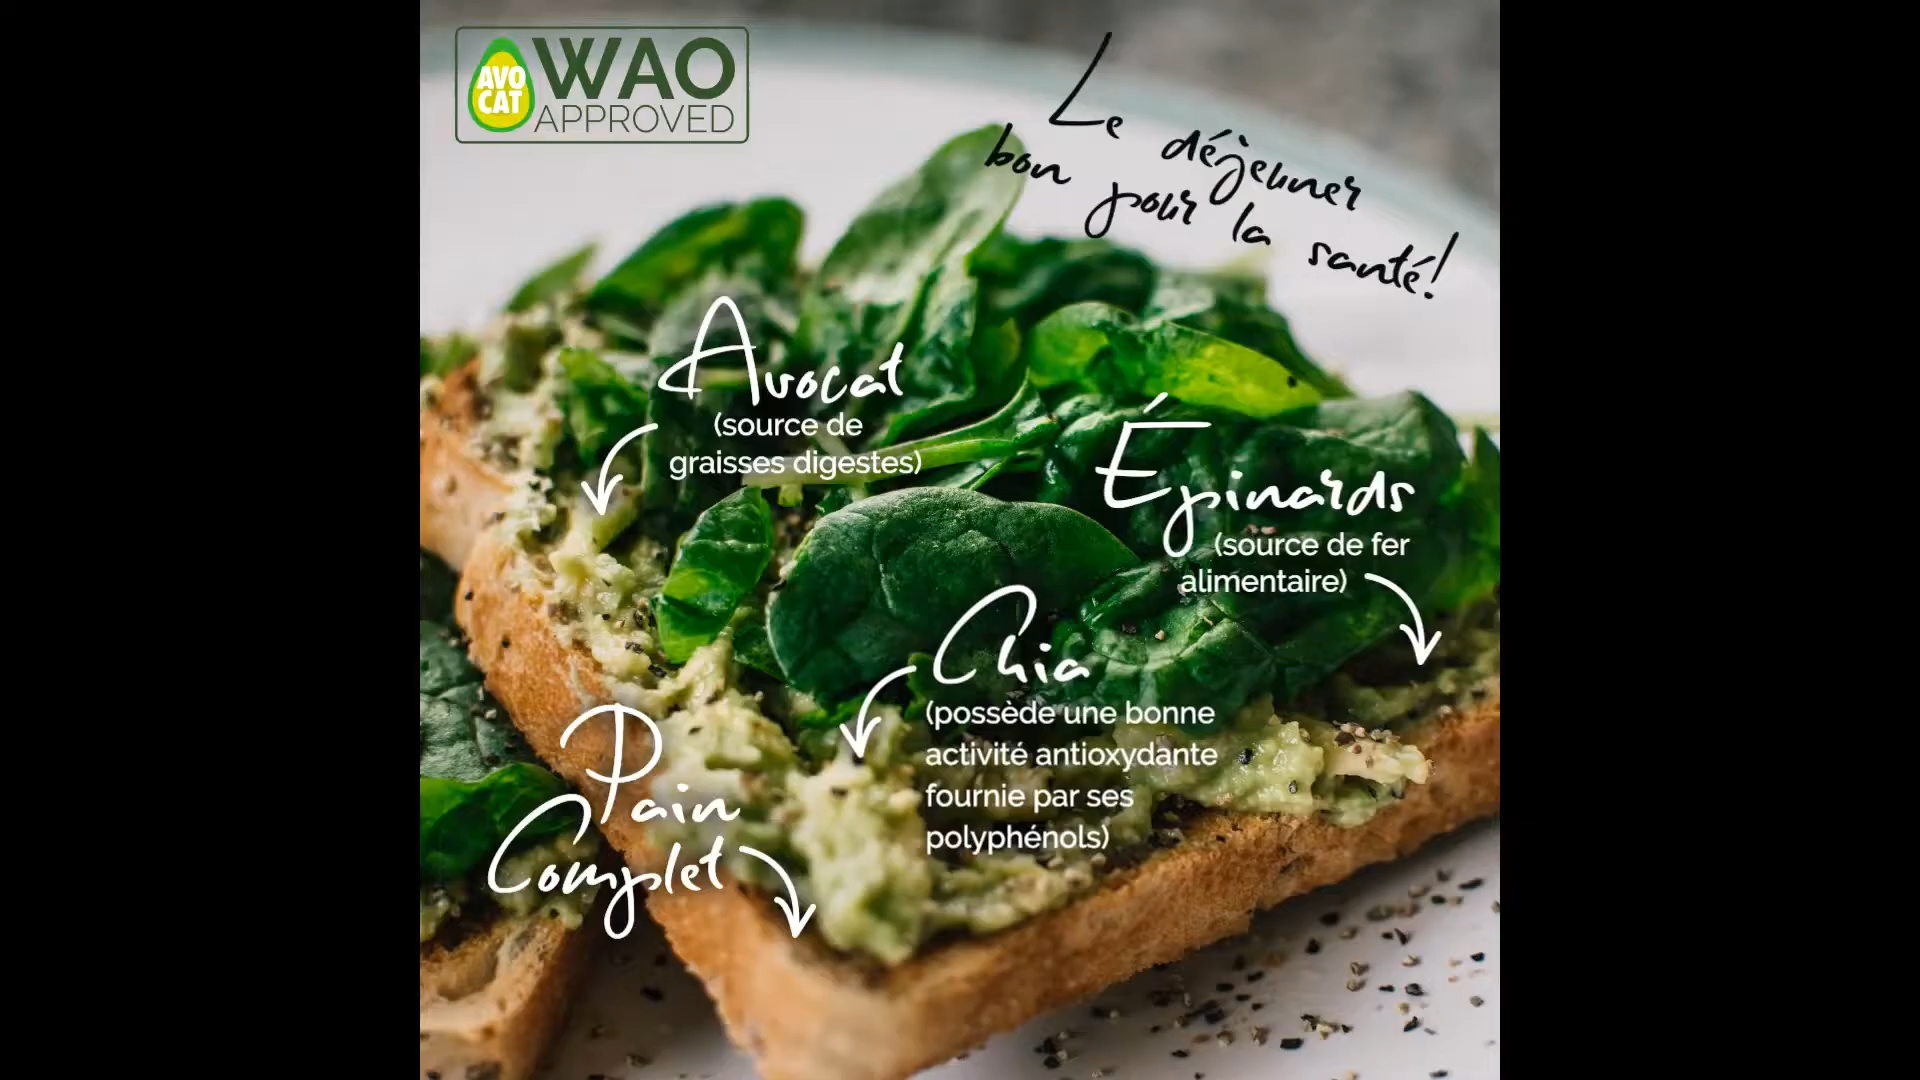 AVO
CAT
WAO
APPROVED
Le déjeuner
bon pour la santé!
Avocat
(source de
graisses digestes)
Épinards
(source de fer
alimentaire)
Chia
(possède une bonne
activité antioxydante
fournie par ses
polyphénols)
Pain
Complet